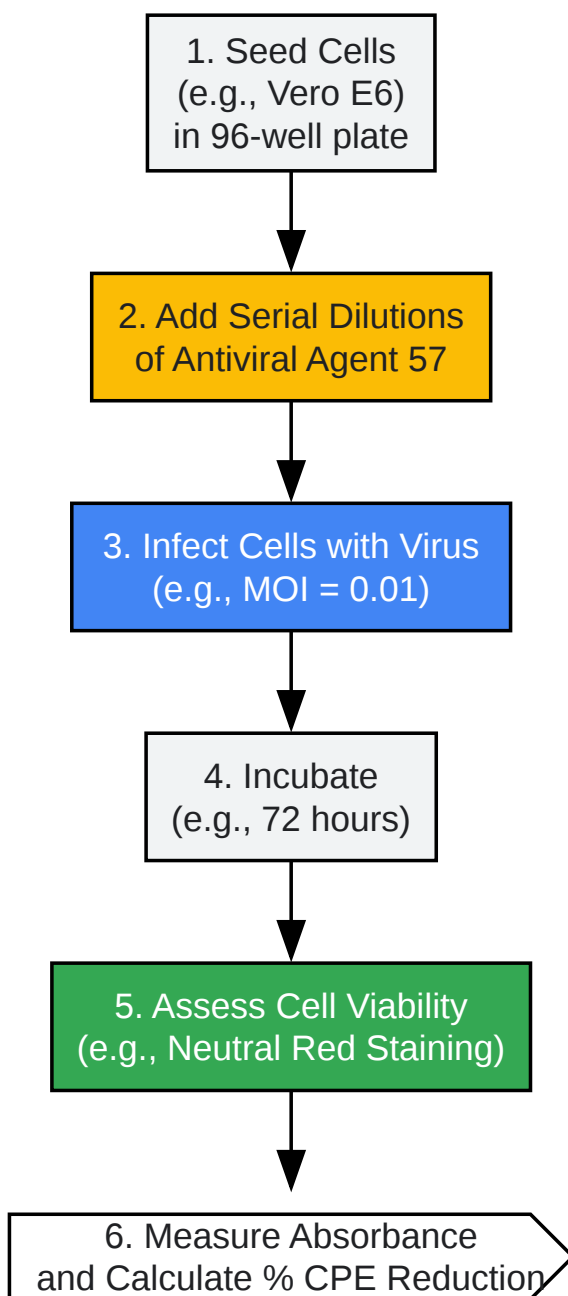 1. Seed Cells
(e.g., Vero E6)
in 96-well plate
2. Add Serial Dilutions
of Antiviral Agent 57
3. Infect Cells with Virus
(e.g., MOI = 0.01)
4. Incubate
(e.g., 72 hours)
5. Assess Cell Viability
(e.g., Neutral Red Staining)
6. Measure Absorbance
and Calculate % CPE Reduction